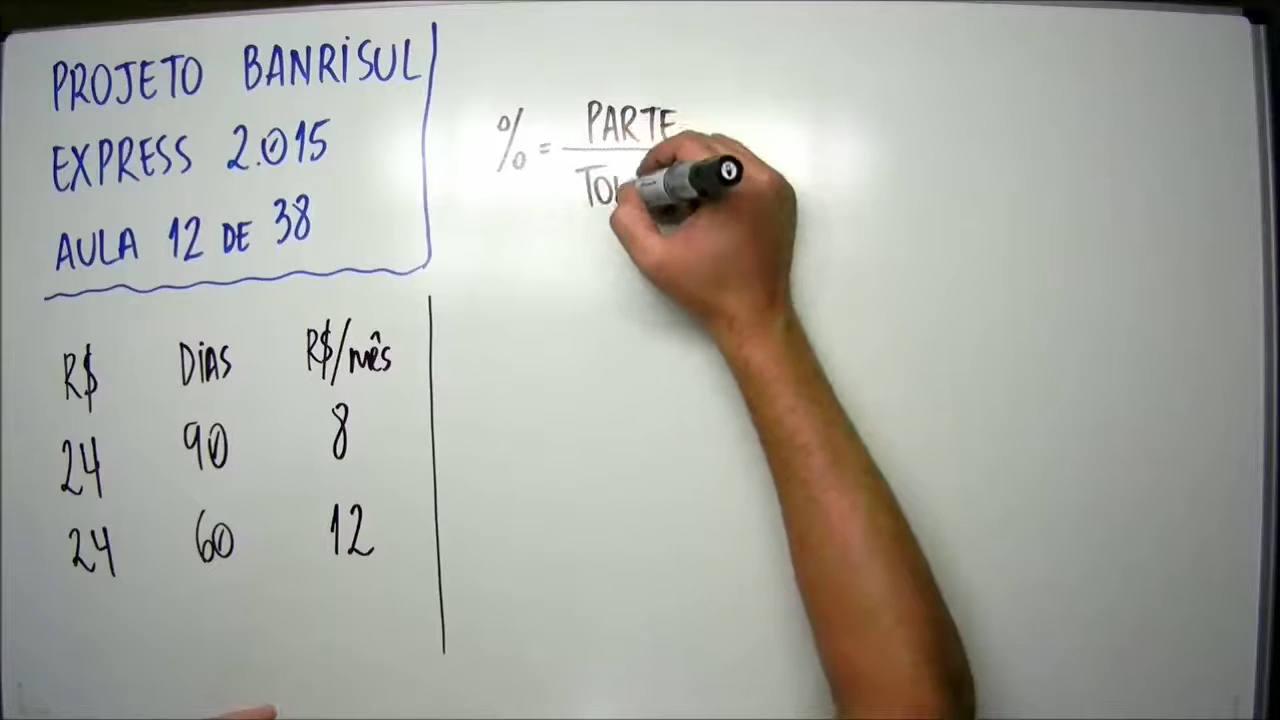 PROJETO BANRISUL
EXPRESS 2.015
AULA 12 DE 38
R$ DIAS R$/mês
24 90 8
24 60 12
% = PARTE